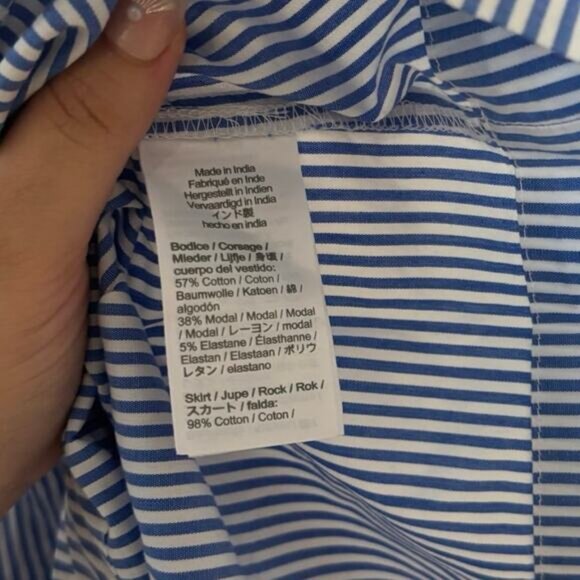 Made in India
Fabriqué en Inde
Hergestellt in Indien
Vervaardigd in India
インド製
hecho en india
Bodice / Corsage /
Mieder / Lijfje / 身頃 /
cuerpo del vestido:
57% Cotton / Coton /
Baumwolle / Katoen / 綿 /
algodón
38% Modal / Modal / Modal
/ Modal / レーヨン / modal
5% Elastane / Élasthanne /
Elastan / Elastaan / ポリウ
レタン / elastano
Skirt / Jupe / Rock / Rok /
スカート / falda:
98% Cotton / Coton /